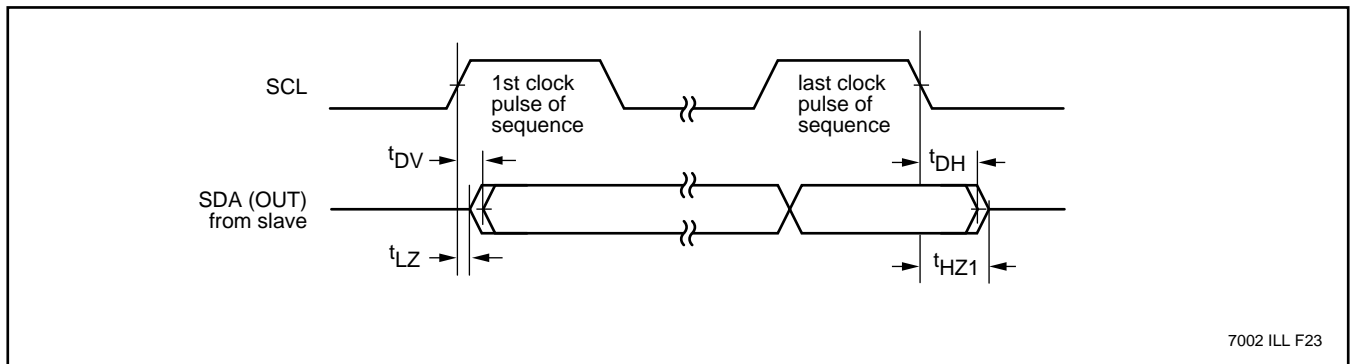 SCL
1st clock
pulse of
sequence
last clock
pulse of
sequence
tDV
tDH
SDA (OUT)
from slave
tLZ
tHZ1
7002 ILL F23